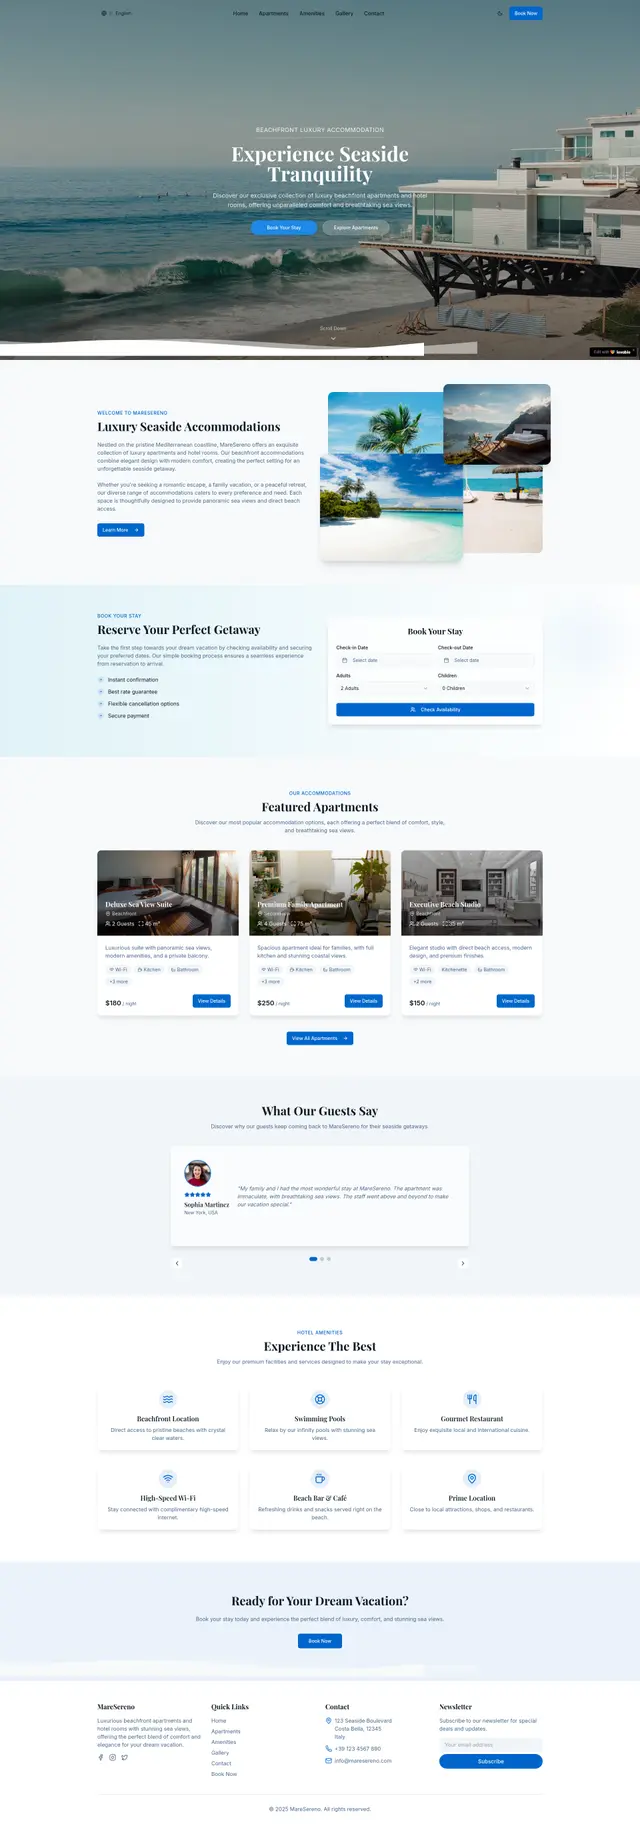 English
Home
Apartments
Amenities
Gallery
Contact
Book Now
BEACHFRONT LUXURY ACCOMMODATION
Experience Seaside
Tranquility
Discover our exclusive collection of luxury beachfront apartments and hotel
rooms, offering unparalleled comfort and breathtaking sea views.
Book Your Stay
Explore Apartments
Scroll Down
Edit with lovable
WELCOME TO MARESERENO
Luxury Seaside Accommodations
Nestled on the pristine Mediterranean coastline, MareSereno offers an exquisite
collection of luxury apartments and hotel rooms. Our beachfront accommodations
combine elegant design with modern comfort, creating the perfect setting for an
unforgettable seaside getaway.
Whether you're seeking a romantic escape, a family vacation, or a peaceful retreat,
our diverse range of accommodations caters to every preference and need. Each
space is thoughtfully designed to provide panoramic sea views and direct beach
access.
Learn More
BOOK YOUR STAY
Reserve Your Perfect Getaway
Take the first step towards your dream vacation by checking availability and securing
your preferred dates. Our simple booking process ensures a seamless experience
from reservation to arrival.
Instant confirmation
Best rate guarantee
Flexible cancellation options
Secure payment
Book Your Stay
Check-in Date
Check-out Date
Select date
Select date
Adults
Children
2 Adults
0 Children
Check Availability
OUR ACCOMMODATIONS
Featured Apartments
Discover our most popular accommodation options, each offering a perfect blend of comfort, style,
and breathtaking sea views.
Deluxe Sea View Suite
Beachfront
2 Guests 45 m²
Luxurious suite with panoramic sea views,
modern amenities, and a private balcony.
Wi-Fi
Kitchen
Bathroom
+3 more
$180 / night
View Details
Premium Family Apartment
4 Guests 75 m²
Spacious apartment ideal for families, with full
kitchen and stunning coastal views.
Wi-Fi
Kitchen
Bathroom
+3 more
$250 / night
View Details
Executive Beach Studio
Beachfront
2 Guests 35 m²
Elegant studio with direct beach access, modern
design, and premium finishes.
Wi-Fi
Kitchenette
Bathroom
+2 more
$150 / night
View Details
View All Apartments
What Our Guests Say
Discover why our guests keep coming back to MareSereno for their seaside getaways.
Sophia Martinez
New York, USA
"My family and I had the most wonderful stay at MareSereno. The apartment was
immaculate, with breathtaking sea views. The staff went above and beyond to make
our vacation special."
HOTEL AMENITIES
Experience The Best
Enjoy our premium facilities and services designed to make your stay exceptional.
Beachfront Location
Direct access to pristine beaches with crystal
clear waters.
Swimming Pools
Relax by our infinity pools with stunning sea
views.
Gourmet Restaurant
Enjoy exquisite local and international cuisine.
High-Speed Wi-Fi
Stay connected with complimentary high-speed
internet.
Beach Bar & Café
Refreshing drinks and snacks served right on the
beach.
Prime Location
Close to local attractions, shops, and restaurants.
Ready for Your Dream Vacation?
Book your stay today and experience the perfect blend of luxury, comfort, and stunning sea views.
Book Now
MareSereno
Luxurious beachfront apartments and
hotel rooms with stunning sea views,
offering the perfect blend of comfort and
elegance for your dream vacation.
Quick Links
Home
Apartments
Amenities
Gallery
Contact
Book Now
Contact
123 Seaside Boulevard
Costa Bella, 12345
Italy
+39 123 4567 890
info@maresereno.com
Newsletter
Subscribe to our newsletter for special
deals and updates.
Your email address
Subscribe
© 2025 MareSereno. All rights reserved.